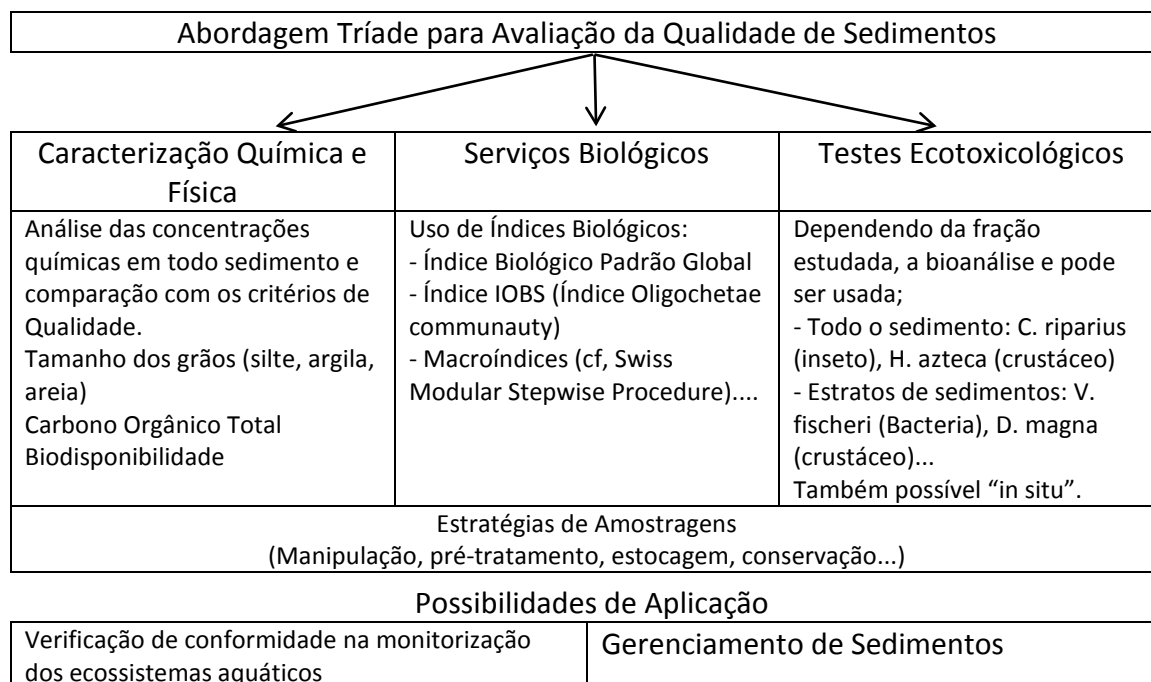 Abordagem Tríade para Avaliação da Qualidade de Sedimentos
Caracterização Química e
Física
Análise das concentrações
químicas em todo sedimento e
comparação com os critérios de
Qualidade.
Tamanho dos grãos (silte, argila,
areia)
Carbono Orgânico Total
Biodisponibilidade
Serviços Biológicos
Uso de Índices Biológicos:
- Índice Biológico Padrão Global
- Índice IOBS (Índice Oligochetae
communauty)
- Macroíndices (cf, Swiss
Modular Stepwise Procedure)....
Testes Ecotoxicológicos
Dependendo da fração
estudada, a bioanálise e pode
ser usada;
- Todo o sedimento: C. riparius
(inseto), H. azteca (crustáceo)
- Estratos de sedimentos: V.
fischeri (Bacteria), D. magna
(crustáceo)...
Também possível “in situ”.
Estratégias de Amostragens
(Manipulação, pré-tratamento, estocagem, conservação...)
Possibilidades de Aplicação
Verificação de conformidade na monitorização
dos ecossistemas aquáticos
Gerenciamento de Sedimentos